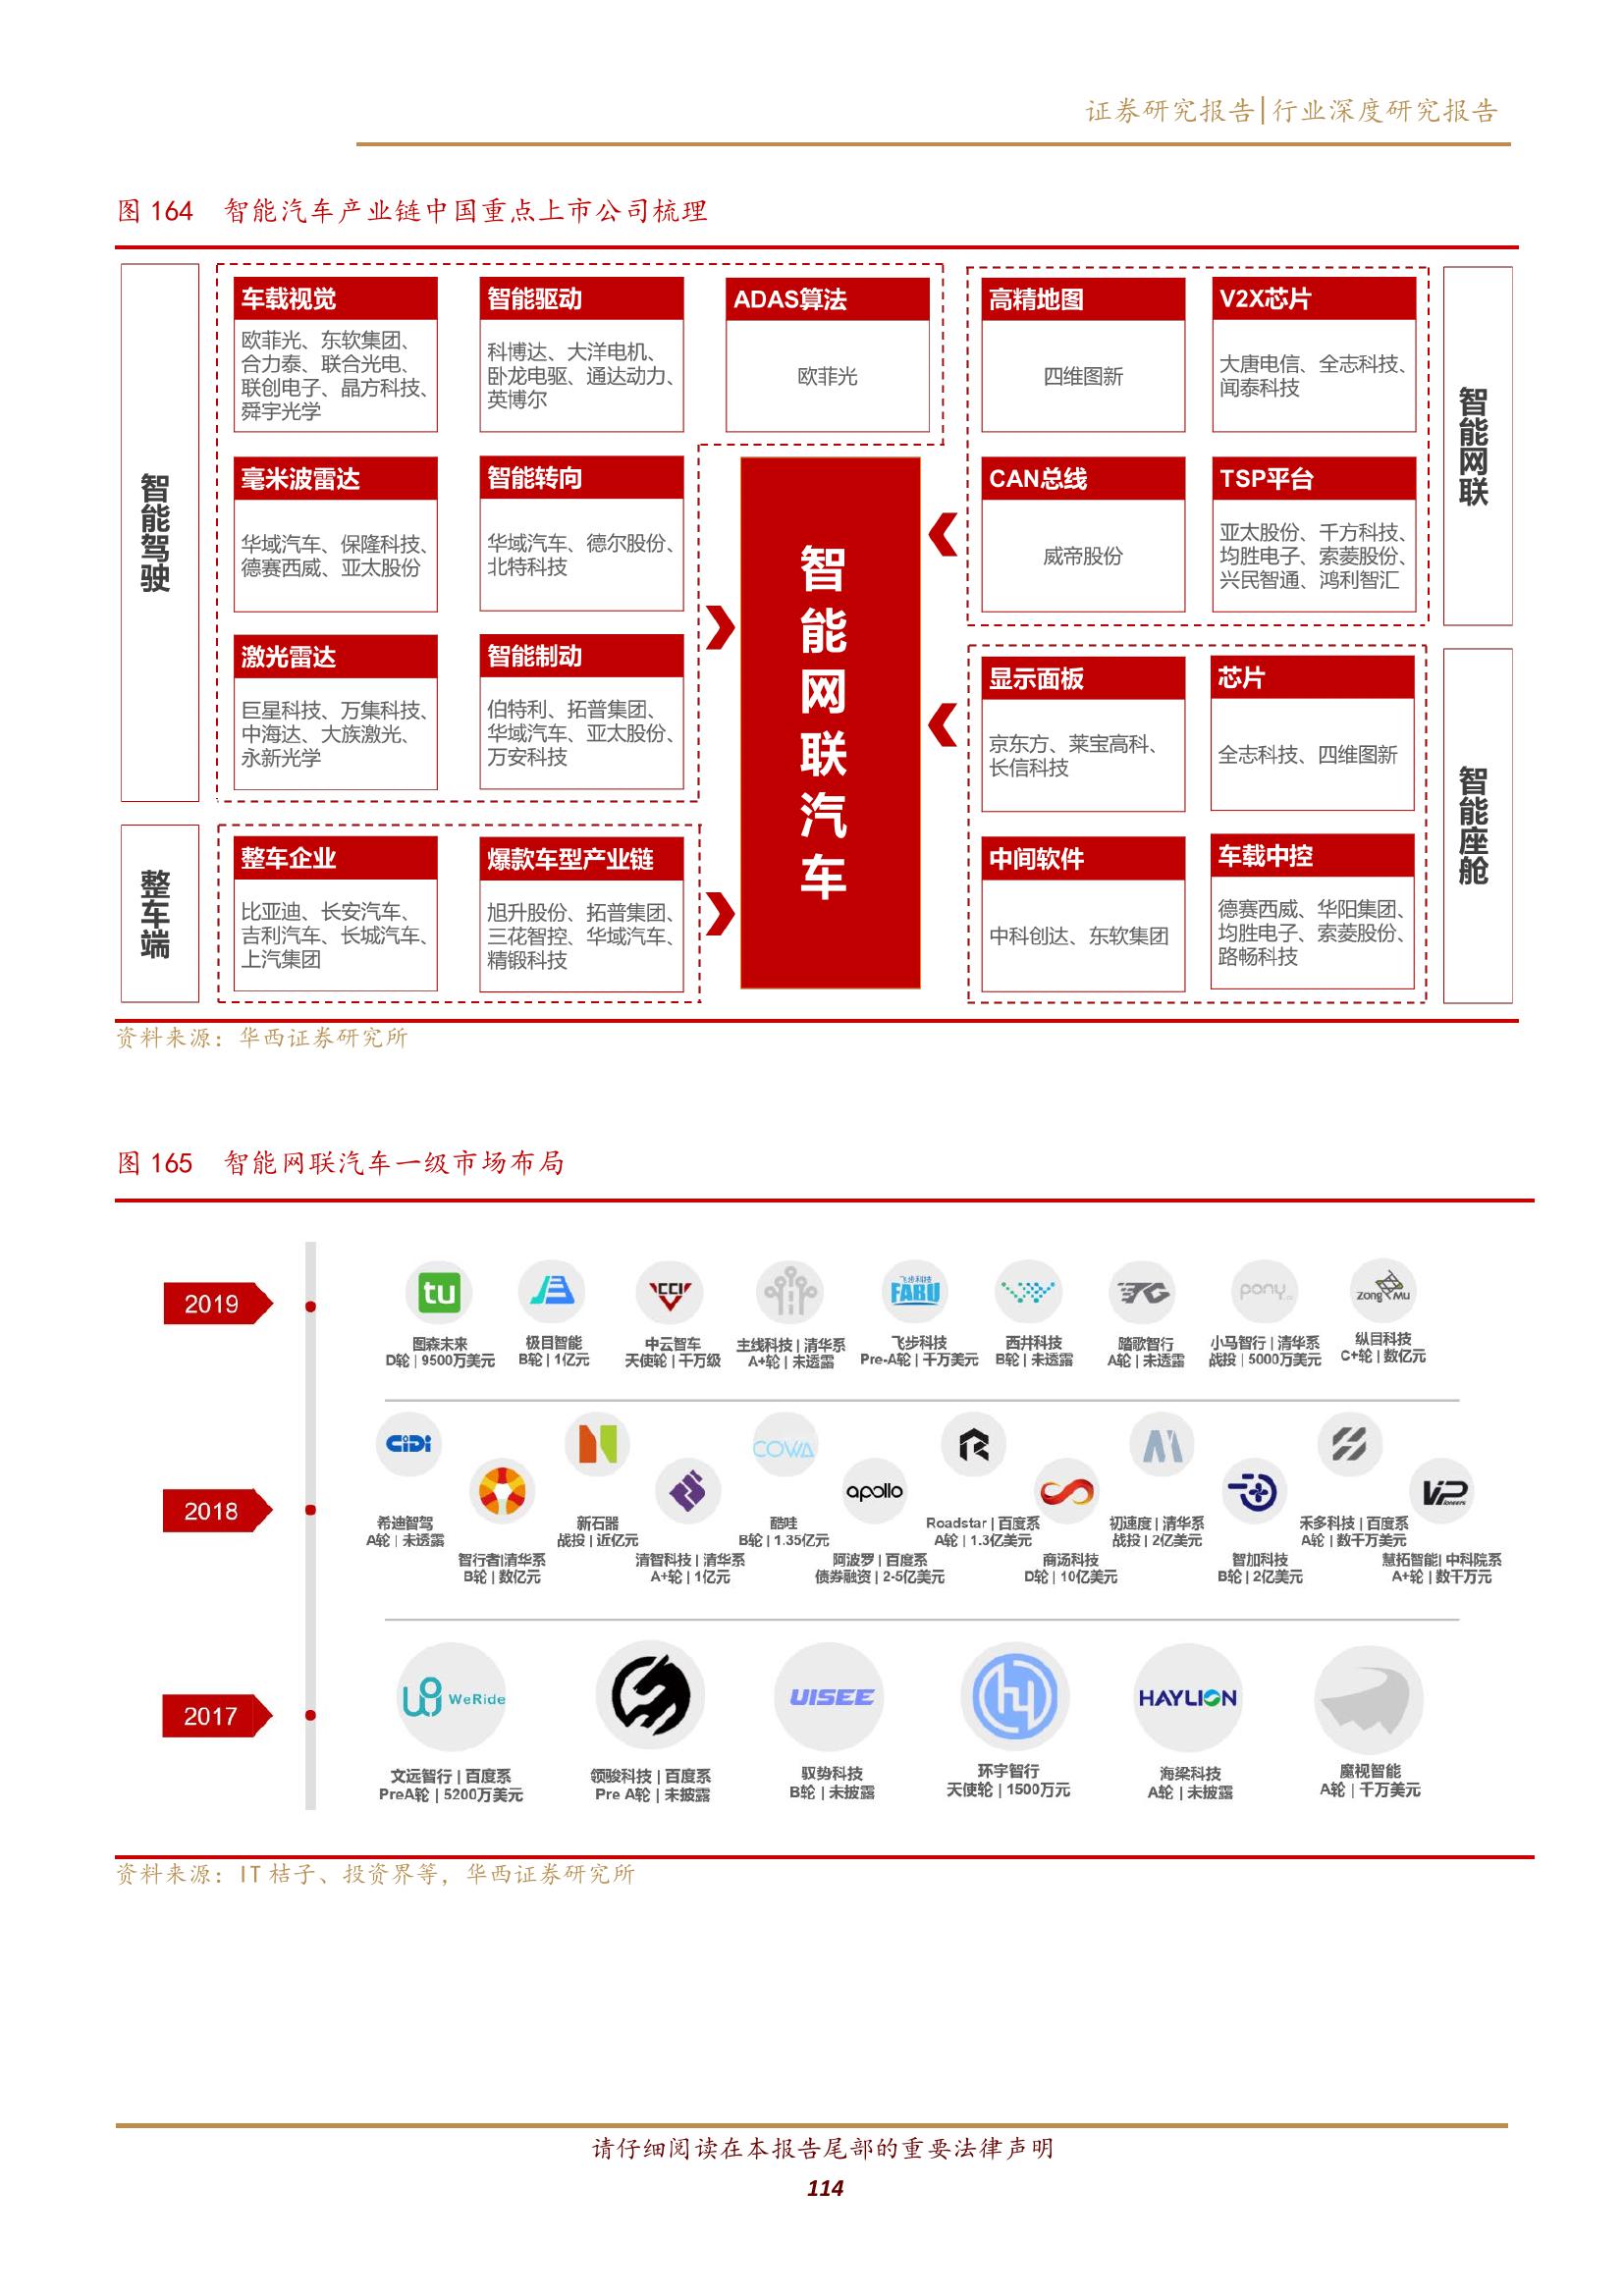 证券研究报告|行业深度研究报告
图 164 智能汽车产业链中国重点上市公司梳理
智能驾驶
车载视觉
欧菲光、东软集团、
合力泰、联合光电、
联创电子、晶方科技、
舜宇光学
智能驱动
科博达、大洋电机、
卧龙电驱、通达动力、
英博尔
ADAS算法
欧菲光
毫米波雷达
华域汽车、保隆科技、
德赛西威、亚太股份
智能转向
华域汽车、德尔股份、
北特科技
激光雷达
巨星科技、万集科技、
中海达、大族激光、
永新光学
智能制动
伯特利、拓普集团、
华域汽车、亚太股份、
万安科技
整车端
整车企业
比亚迪、长安汽车、
吉利汽车、长城汽车、
上汽集团
爆款车型产业链
旭升股份、拓普集团、
三花智控、华域汽车、
精锻科技
智能网联汽车
高精地图
四维图新
V2X芯片
大唐电信、全志科技、
闻泰科技
CAN总线
威帝股份
TSP平台
亚太股份、千方科技、
均胜电子、索菱股份、
兴民智通、鸿利智汇
智能网联
显示面板
京东方、莱宝高科、
长信科技
芯片
全志科技、四维图新
中间软件
中科创达、东软集团
车载中控
德赛西威、华阳集团、
均胜电子、索菱股份、
路畅科技
智能座舱
资料来源：华西证券研究所
图 165 智能网联汽车一级市场布局
2019
tu
图森未来
D轮 | 9500万美元
极目智能
B轮 | 1亿元
CCI
中云智车
天使轮 | 千万级
主线科技 | 清华系
A+轮 | 未透露
飞步科技
FABU
飞步科技
Pre-A轮 | 千万美元
西井科技
B轮 | 未透露
TG
踏歌智行
A轮 | 未透露
pony.ai
小马智行 | 清华系
战投 | 5000万美元
zong Mu
纵目科技
C+轮 | 数亿元
2018
CiDi
希迪智驾
A轮 | 未透露
智行者|清华系
B轮 | 数亿元
新石器
战投 | 近亿元
清智科技 | 清华系
A+轮 | 1亿元
COWA
酷哇
B轮 | 1.35亿元
apollo
阿波罗 | 百度系
债券融资 | 2-5亿美元
Roadstar | 百度系
A轮 | 1.3亿美元
商汤科技
D轮 | 10亿美元
初速度 | 清华系
战投 | 2亿美元
智加科技
B轮 | 2亿美元
禾多科技 | 百度系
A轮 | 数千万美元
VIP
ioneers
慧拓智能| 中科院系
A+轮 | 数千万元
2017
WeRide
文远智行 | 百度系
PreA轮 | 5200万美元
领骏科技 | 百度系
Pre A轮 | 未披露
UISEE
驭势科技
B轮 | 未披露
hy
环宇智行
天使轮 | 1500万元
HAYLION
海梁科技
A轮 | 未披露
魔视智能
A轮 | 千万美元
资料来源：IT 桔子、投资界等，华西证券研究所
请仔细阅读在本报告尾部的重要法律声明
114